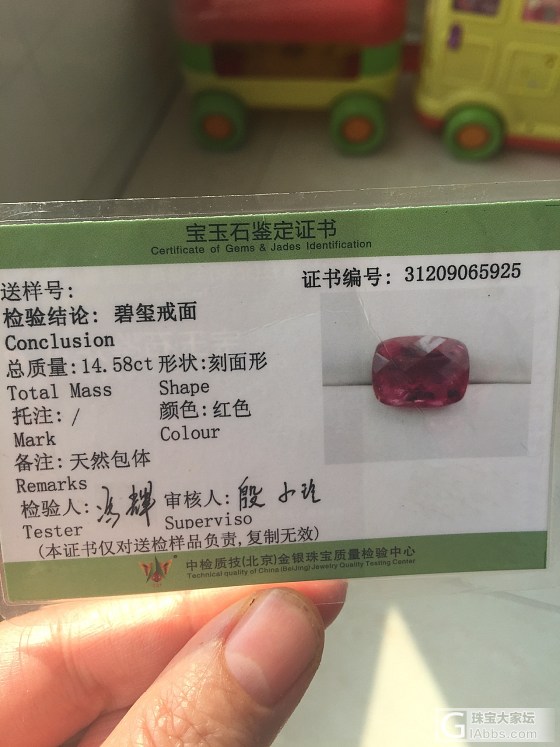 宝玉石鉴定证书
Certificate of Gems & Jades Identification
证书编号: 31209065925
送样号:
检验结论: 碧玺戒面
Conclusion
总质量:14.58ct 形状:刻面形
Total Mass Shape
托注: / 颜色:红色
Mark Colour
备注:天然包体
Remarks
检验人: 审核人: 殷小玲
Tester Superviso
(本证书仅对送检样品负责,复制无效)
中检质技(北京)金银珠宝质量检验中心
Technical quality of China (BeiJing) Jewelry Quality Testing Center
珠宝大家坛
GIAbbs.com